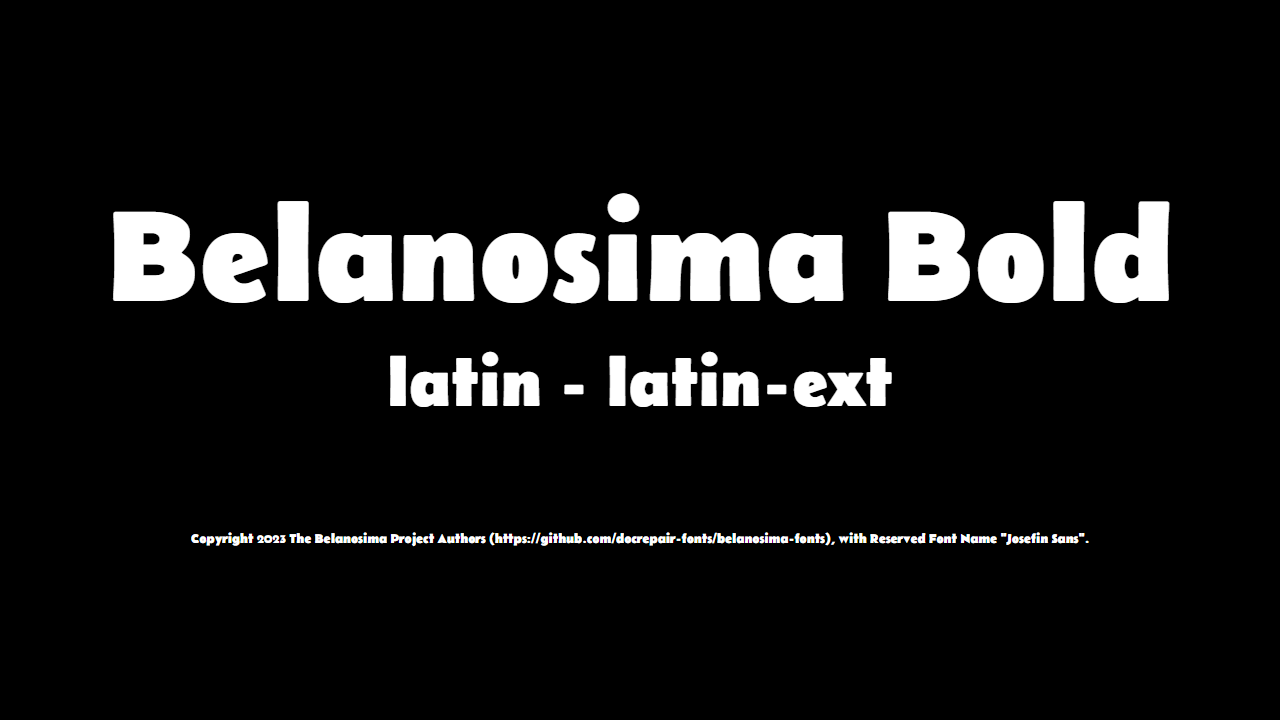 Belanosima Bold
latin - latin-ext
Copyright 2023 The Belanosima Project Authors (https://github.com/docrepair-fonts/belanosima-fonts), with Reserved Font Name "Josefin Sans".